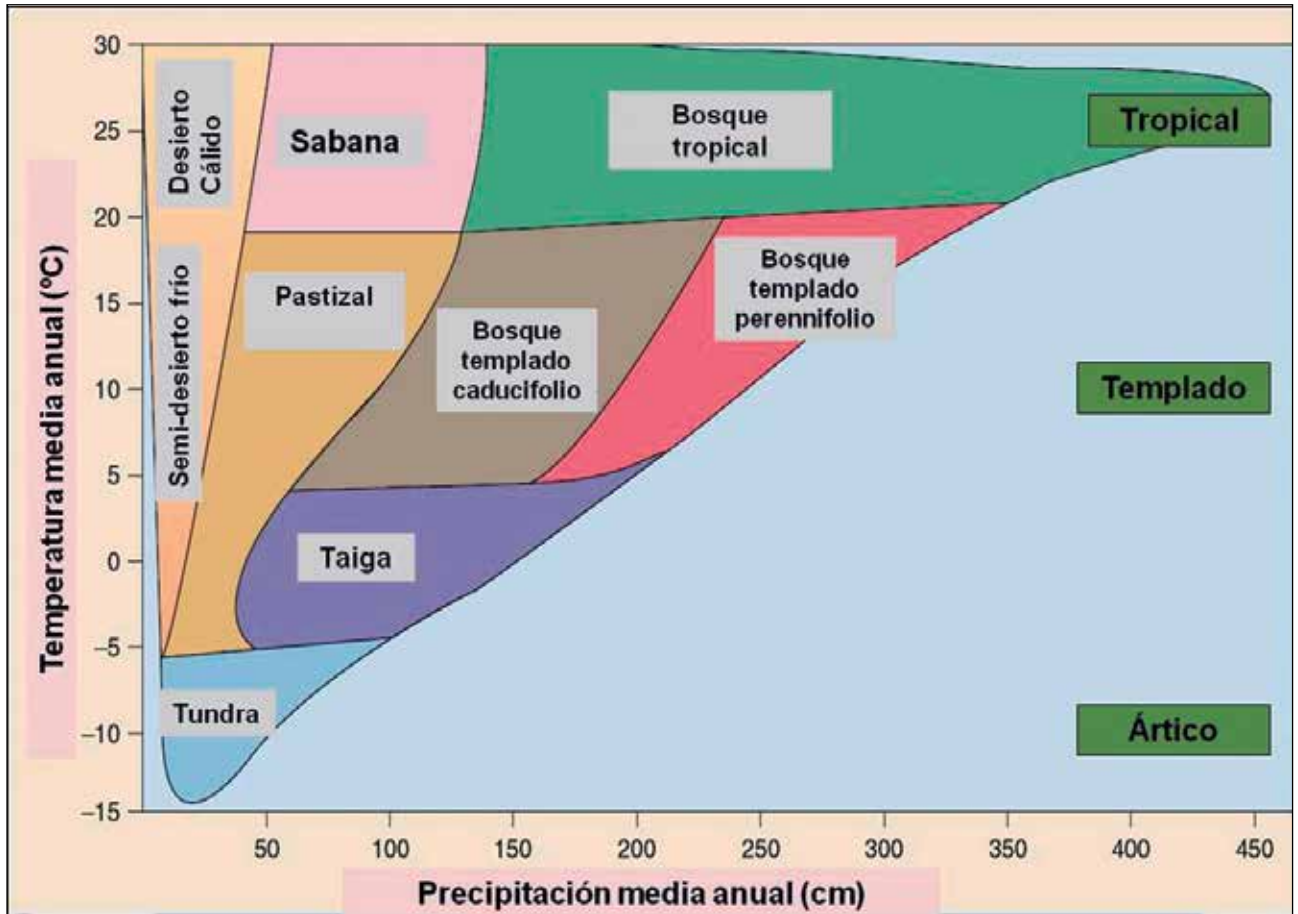 30
25
20
15
10
5
0
−5
−10
−15
Temperatura media anual (ºC)
Desierto
Cálido
Semi-desierto frío
Sabana
Bosque
tropical
Tropical
Pastizal
Bosque
templado
caducifolio
Bosque
templado
perennifolio
Templado
Taiga
Tundra
Ártico
50 100 150 200 250 300 350 400 450
Precipitación media anual (cm)